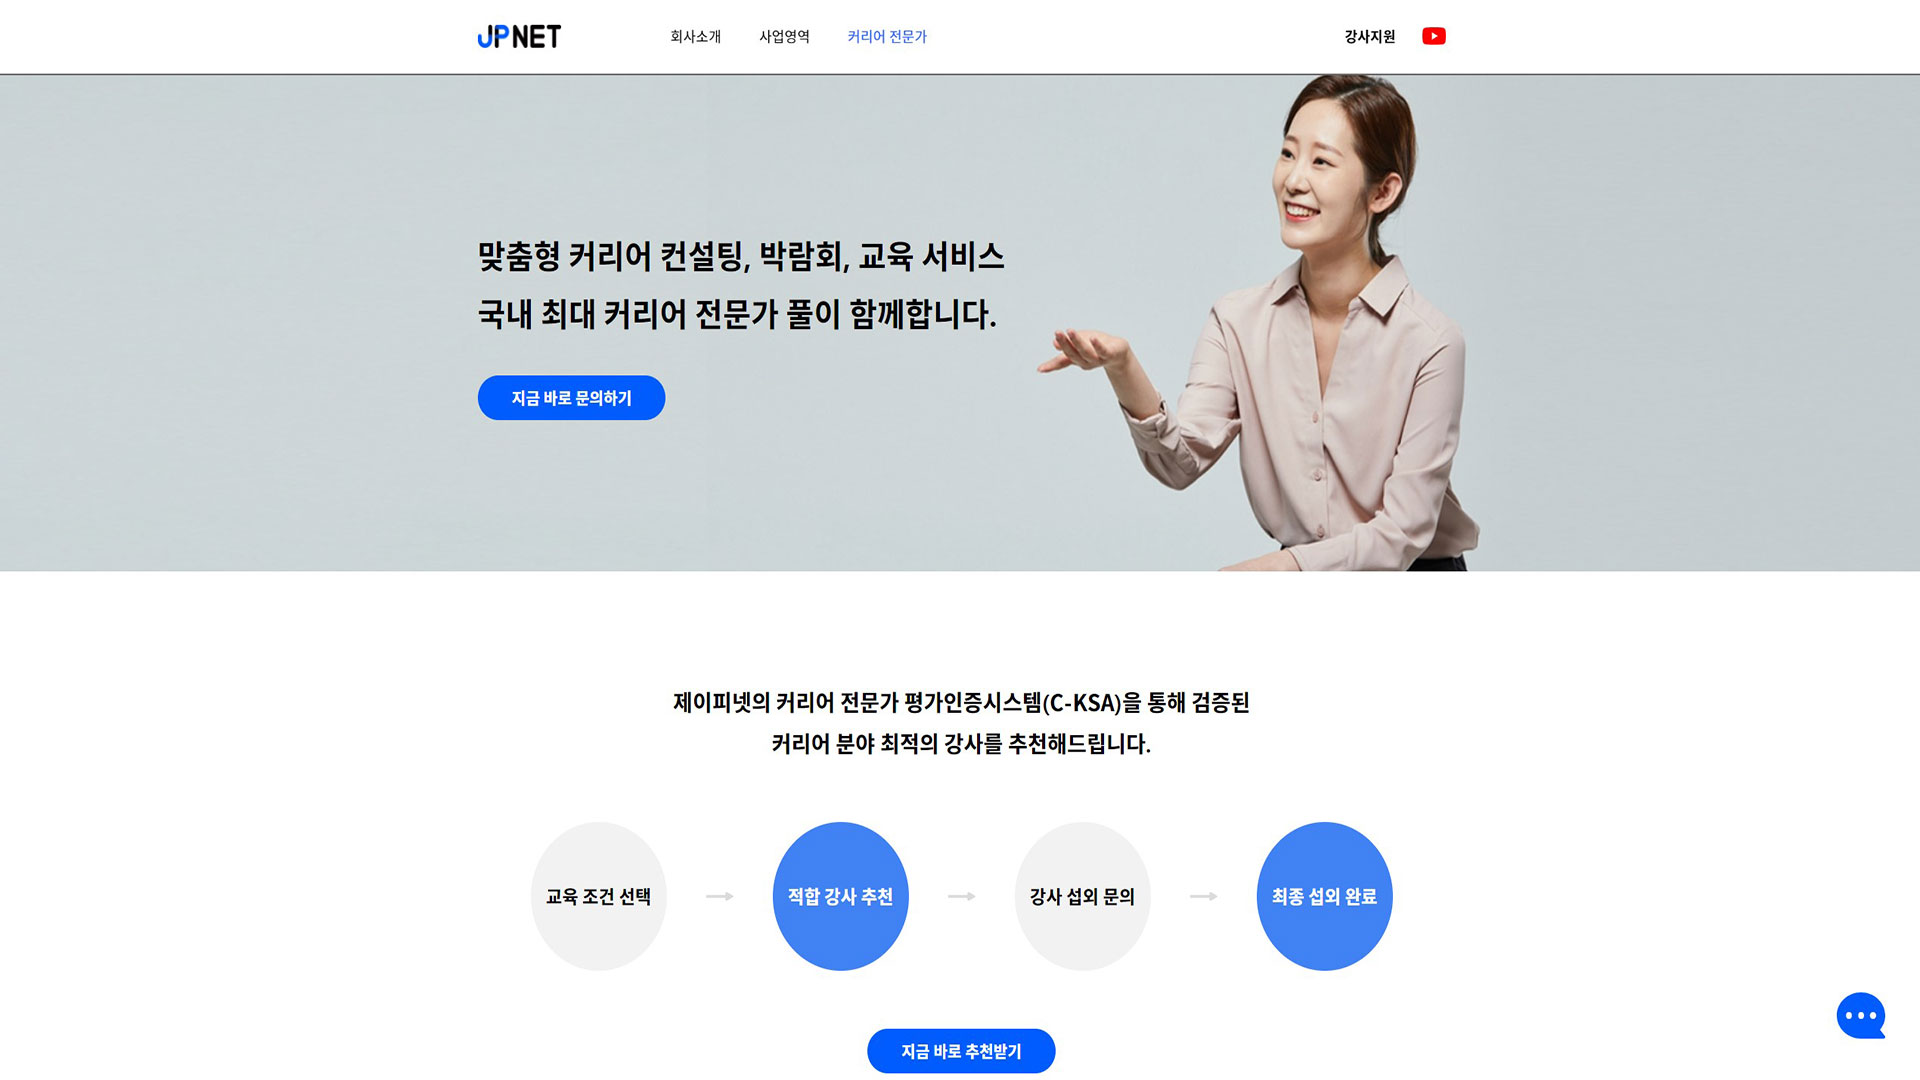 JPNET
회사소개
사업영역
커리어 전문가
강사지원
맞춤형 커리어 컨설팅, 박람회, 교육 서비스
국내 최대 커리어 전문가 풀이 함께합니다.
지금 바로 문의하기
제이피넷의 커리어 전문가 평가인증시스템(C-KSA)을 통해 검증된
커리어 분야 최적의 강사를 추천해드립니다.
교육 조건 선택
적합 강사 추천
강사 섭외 문의
최종 섭외 완료
지금 바로 추천받기